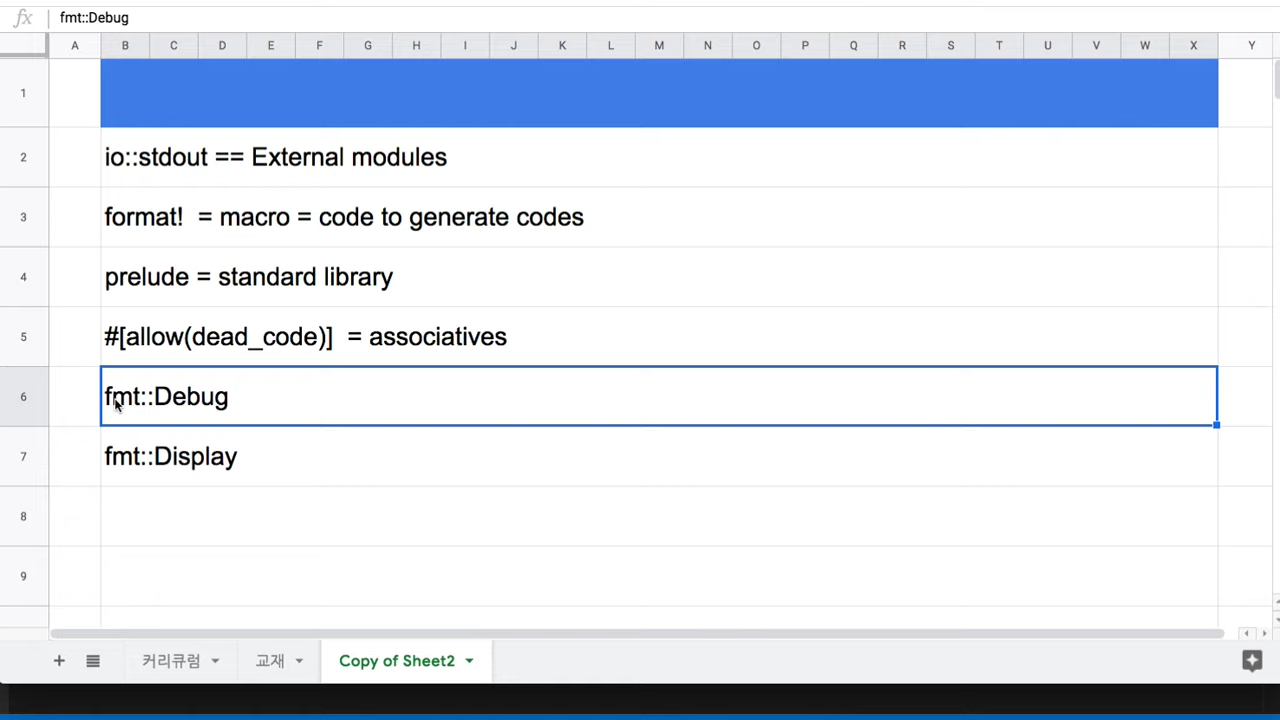 fx fmt::Debug
A B C D E F G H I J K L M N O P Q R S T U V W X Y
1
2 io::stdout == External modules
3 format!  = macro = code to generate codes
4 prelude = standard library
5 #[allow(dead_code)]  = associatives
6 fmt::Debug
7 fmt::Display
8
9
+ 커리큘럼 교재 Copy of Sheet2